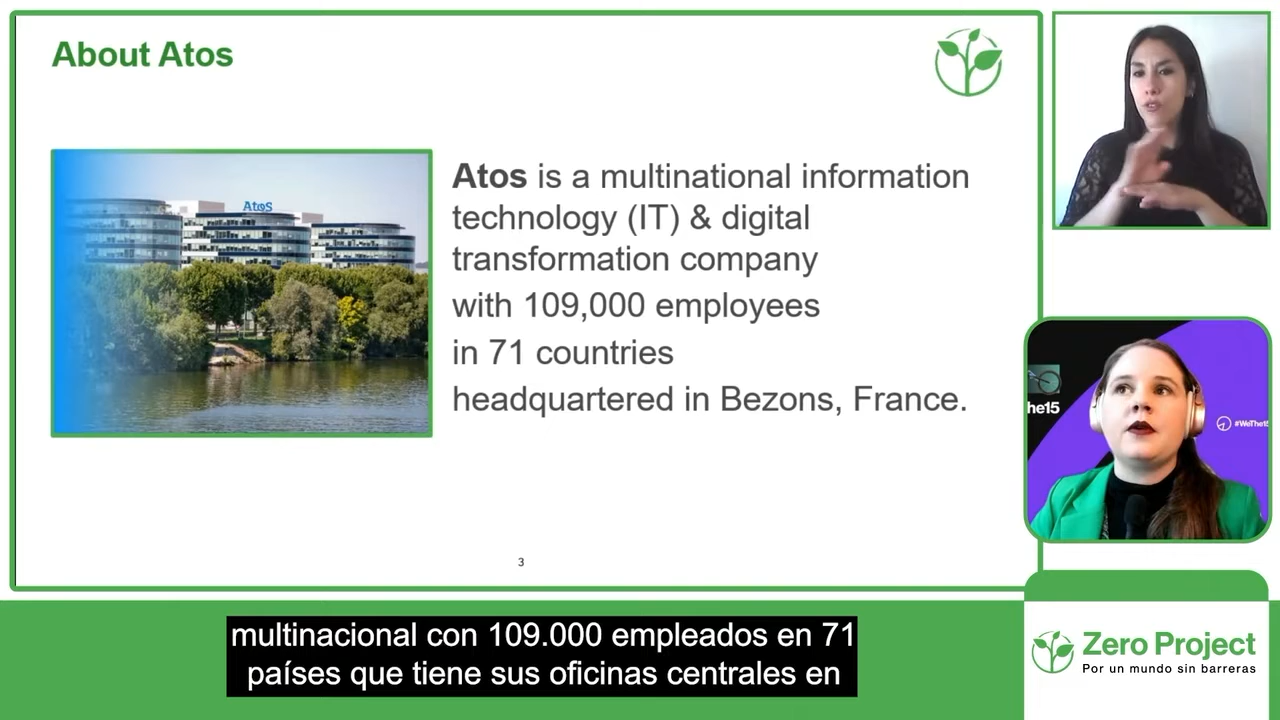 About Atos
AtoS
Atos is a multinational information
technology (IT) & digital
transformation company
with 109,000 employees
in 71 countries
headquartered in Bezons, France.
3
he15
#WeThe15
multinacional con 109.000 empleados en 71
países que tiene sus oficinas centrales en
Zero Project
Por un mundo sin barreras